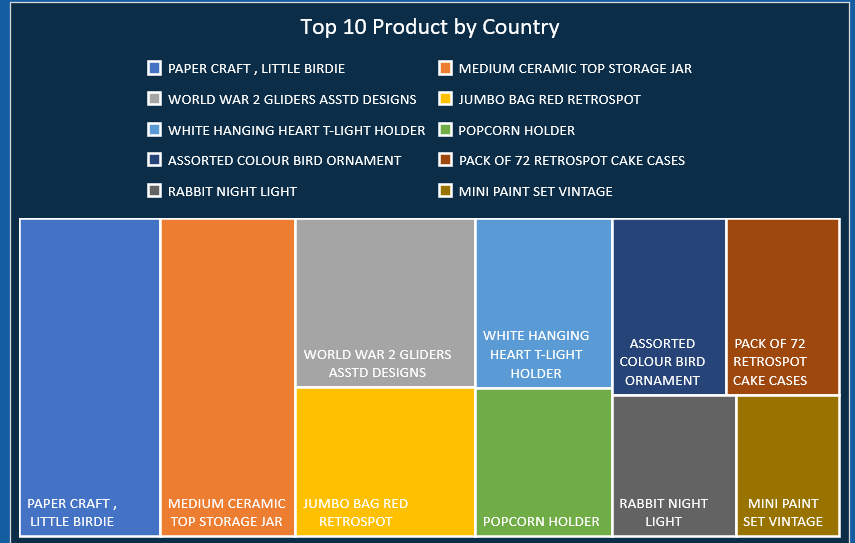 Top 10 Product by Country
PAPER CRAFT , LITTLE BIRDIE
MEDIUM CERAMIC TOP STORAGE JAR
WORLD WAR 2 GLIDERS ASSTD DESIGNS
JUMBO BAG RED RETROSPOT
WHITE HANGING HEART T-LIGHT HOLDER
POPCORN HOLDER
ASSORTED COLOUR BIRD ORNAMENT
PACK OF 72 RETROSPOT CAKE CASES
RABBIT NIGHT LIGHT
MINI PAINT SET VINTAGE
PAPER CRAFT ,
LITTLE BIRDIE
MEDIUM CERAMIC
TOP STORAGE JAR
WORLD WAR 2 GLIDERS
ASSTD DESIGNS
JUMBO BAG RED
RETROSPOT
WHITE HANGING
HEART T-LIGHT
HOLDER
POPCORN HOLDER
ASSORTED
COLOUR BIRD
ORNAMENT
PACK OF 72
RETROSPOT
CAKE CASES
RABBIT NIGHT
LIGHT
MINI PAINT
SET VINTAGE